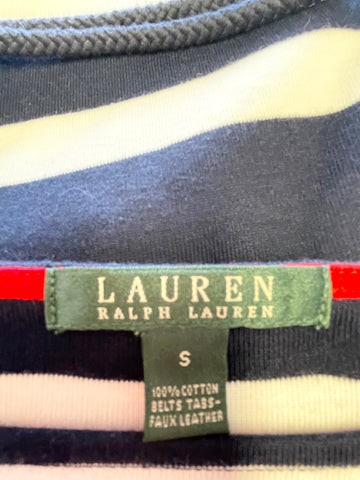 LAUREN
RALPH LAUREN
S
100% COTTON
BELTS TABS-
FAUX LEATHER